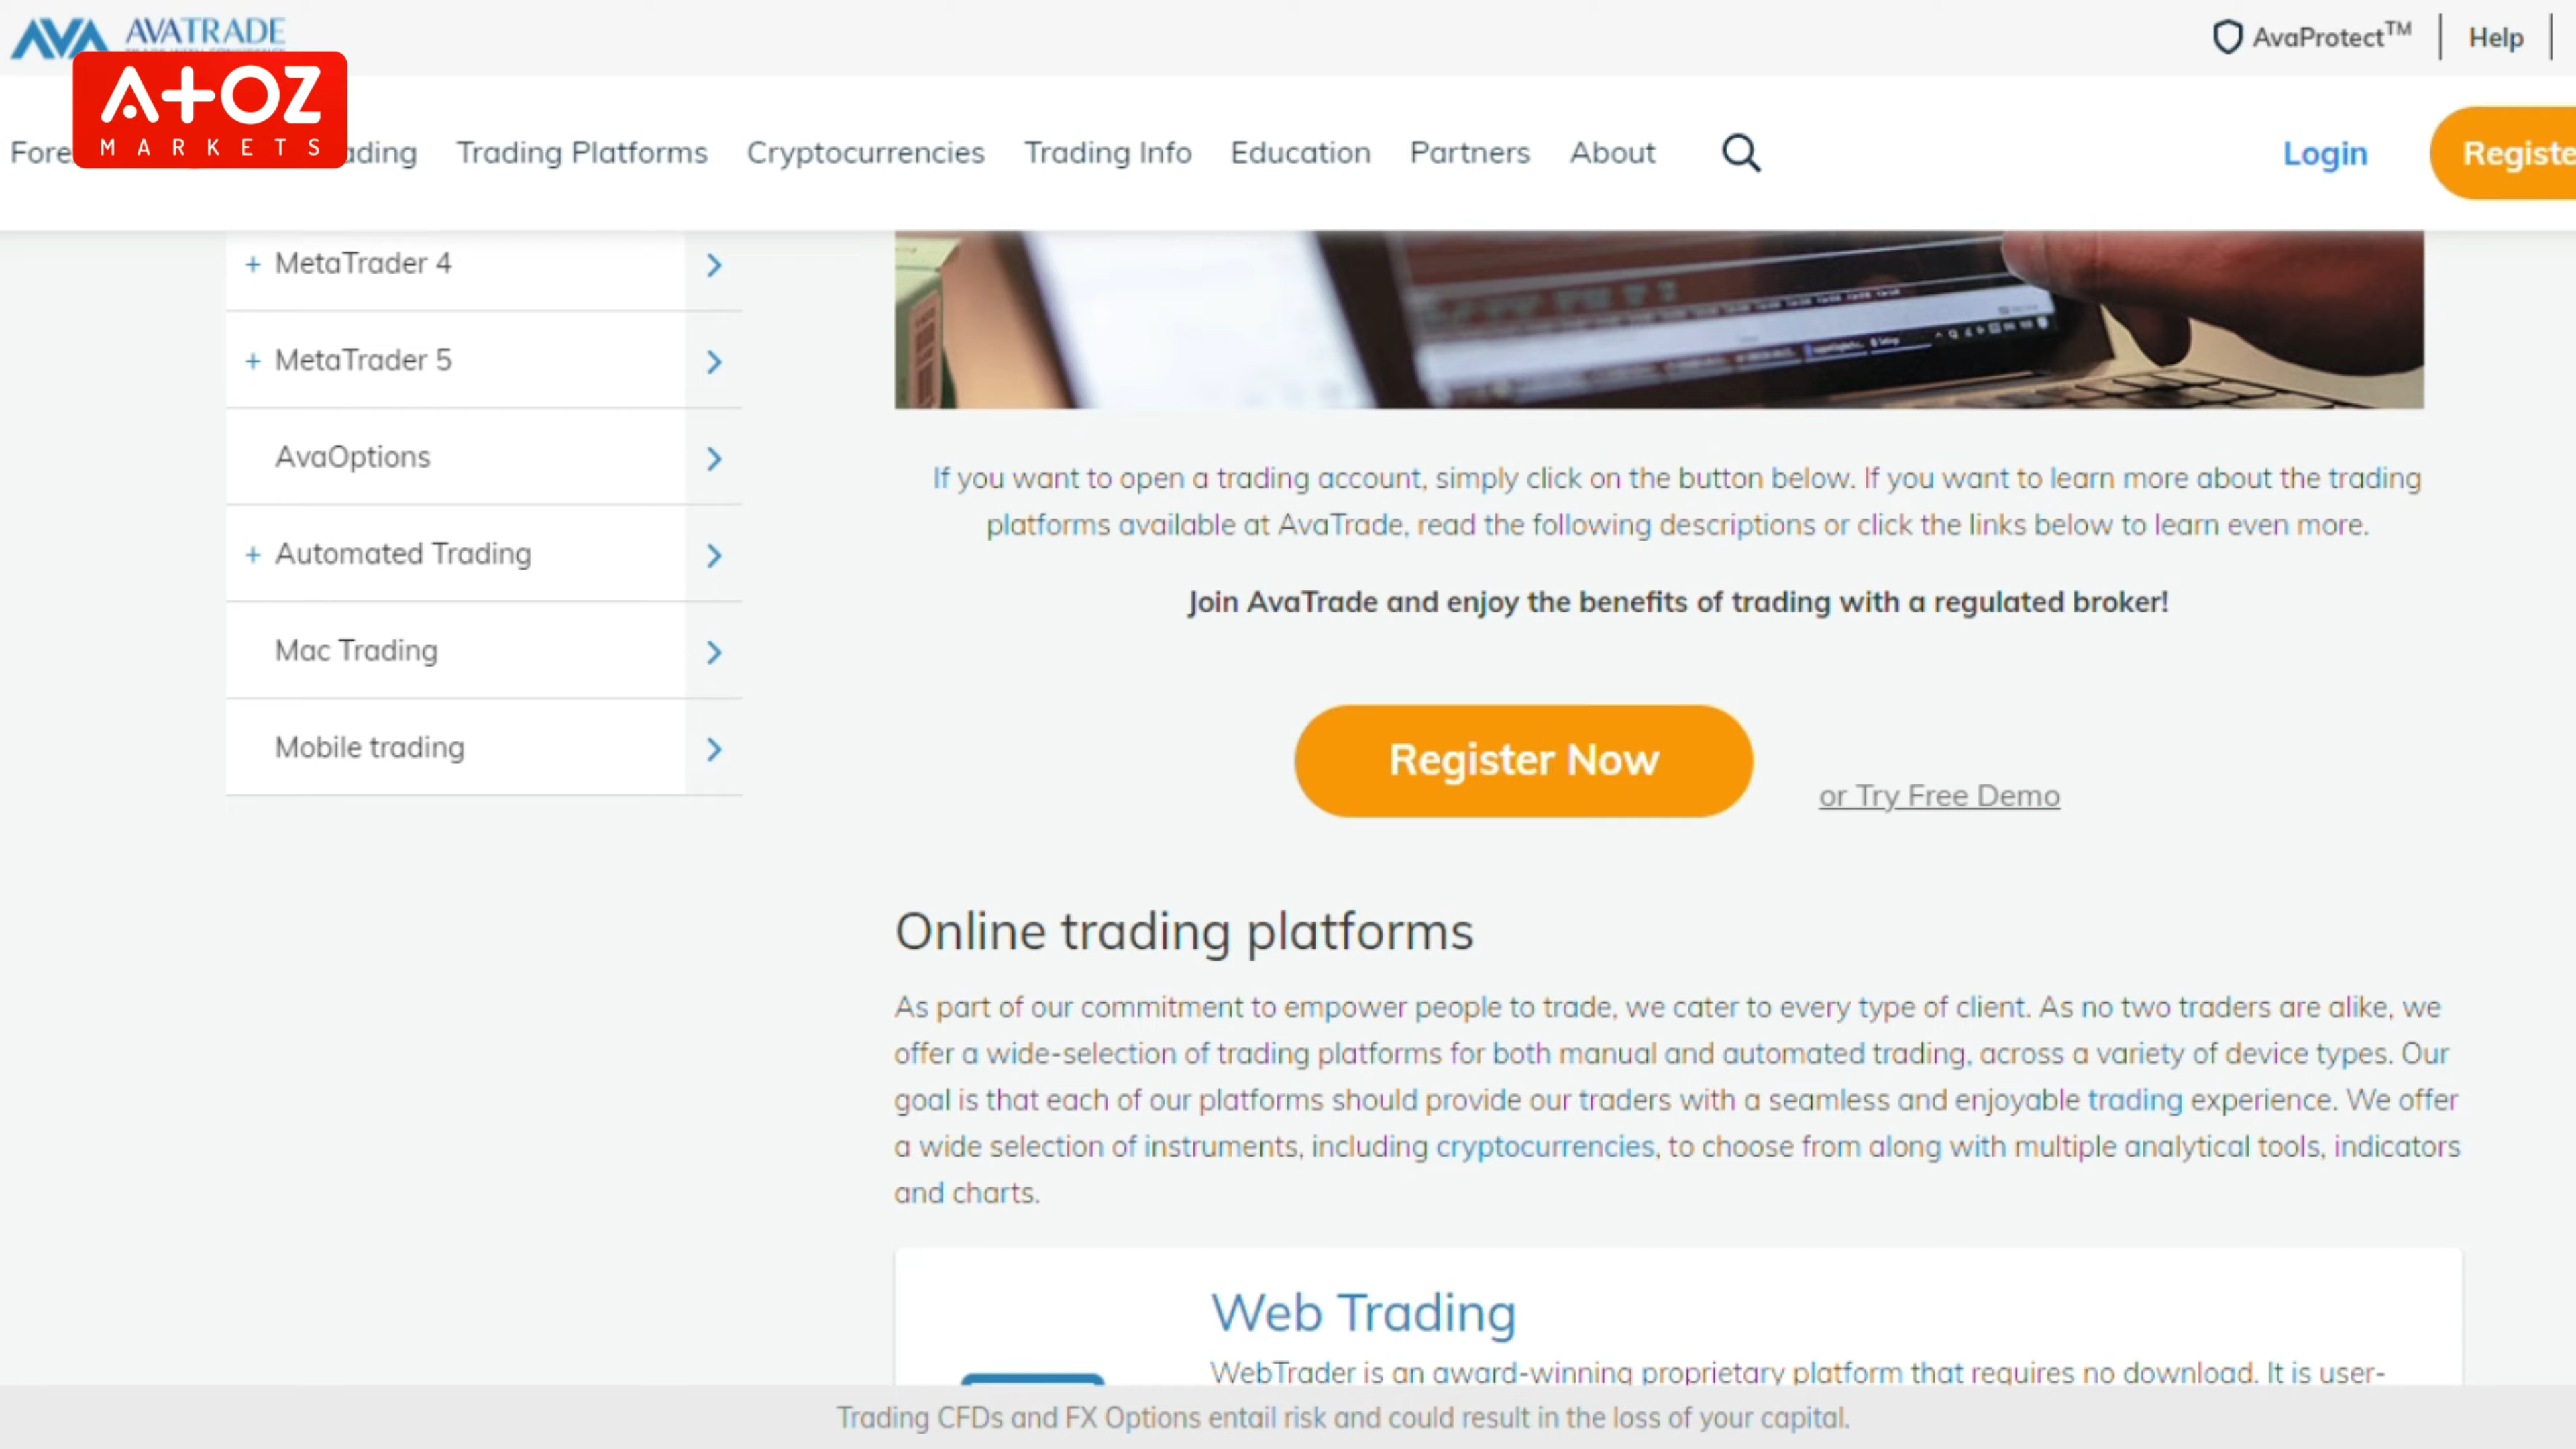 AVATRADE
AvaProtect™
Help
A+OZ
MARKETS
Fore
ading
Trading Platforms
Cryptocurrencies
Trading Info
Education
Partners
About
Login
Registe
+ MetaTrader 4
+ MetaTrader 5
AvaOptions
+ Automated Trading
Mac Trading
Mobile trading
If you want to open a trading account, simply click on the button below. If you want to learn more about the trading
platforms available at AvaTrade, read the following descriptions or click the links below to learn even more.
Join AvaTrade and enjoy the benefits of trading with a regulated broker!
Register Now
or Try Free Demo
Online trading platforms
As part of our commitment to empower people to trade, we cater to every type of client. As no two traders are alike, we
offer a wide-selection of trading platforms for both manual and automated trading, across a variety of device types. Our
goal is that each of our platforms should provide our traders with a seamless and enjoyable trading experience. We offer
a wide selection of instruments, including cryptocurrencies, to choose from along with multiple analytical tools, indicators
and charts.
Web Trading
WebTrader is an award-winning proprietary platform that requires no download. It is user-
Trading CFDs and FX Options entail risk and could result in the loss of your capital.